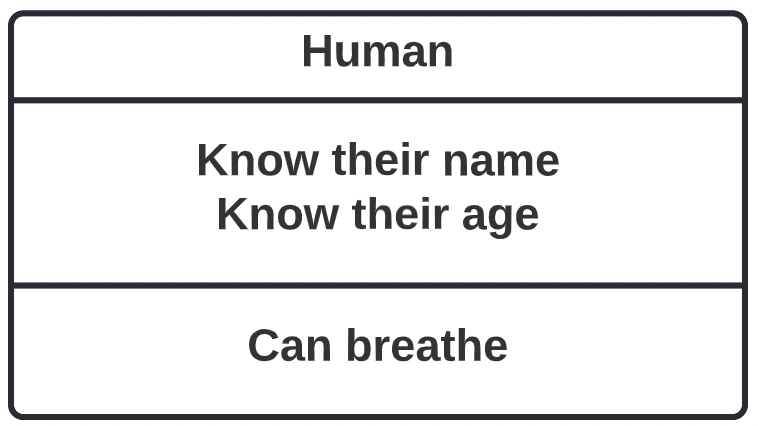 Human
Know their name
Know their age
Can breathe